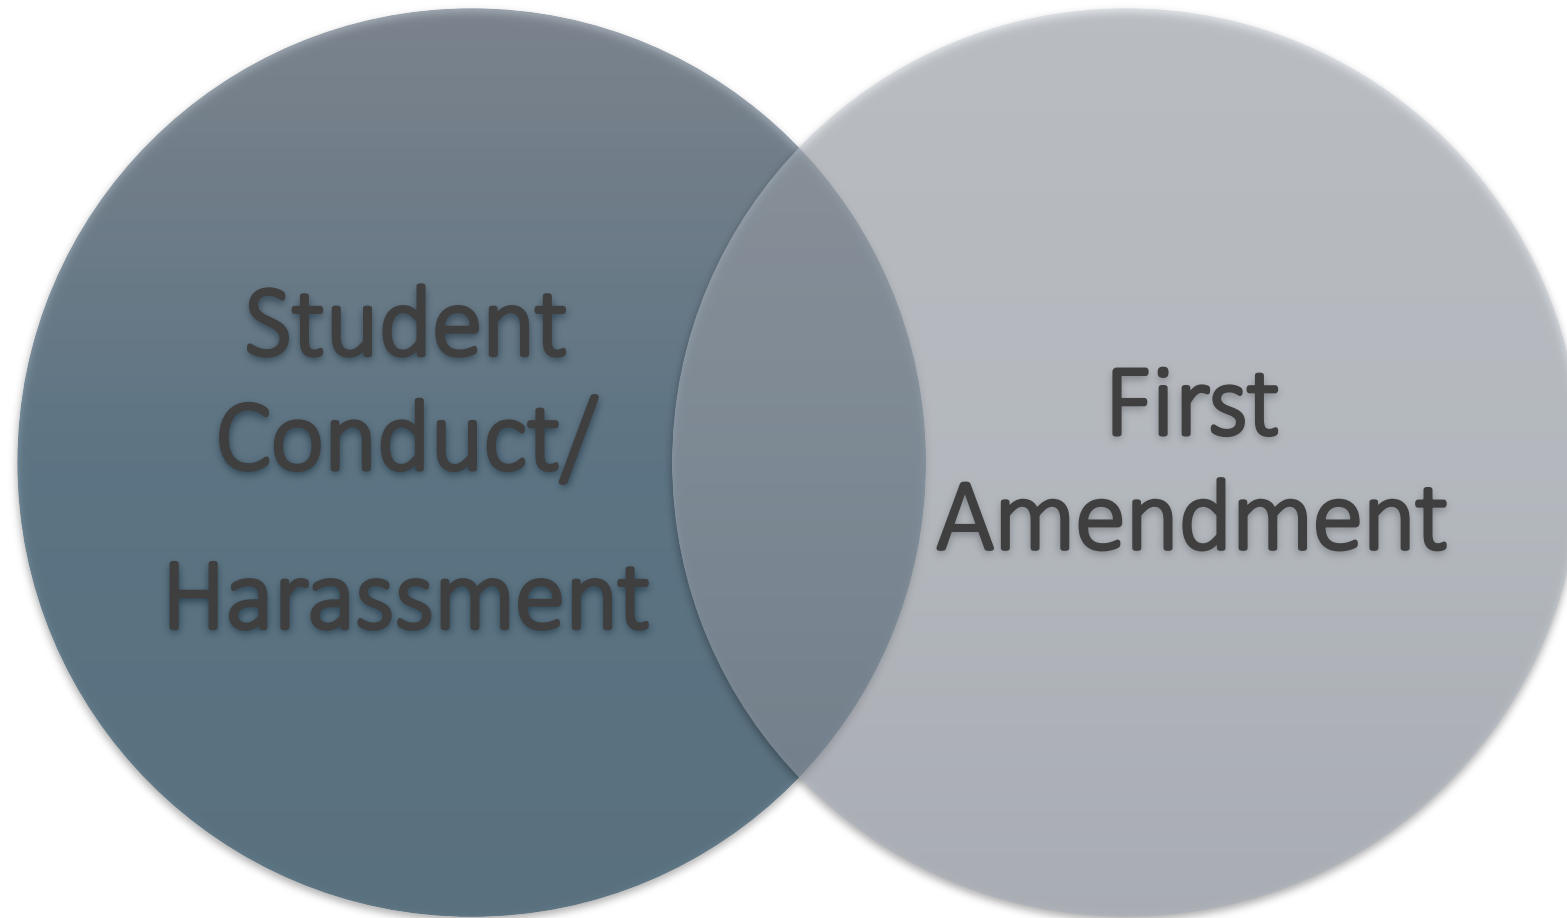 Student
Conduct/
Harassment
First
Amendment